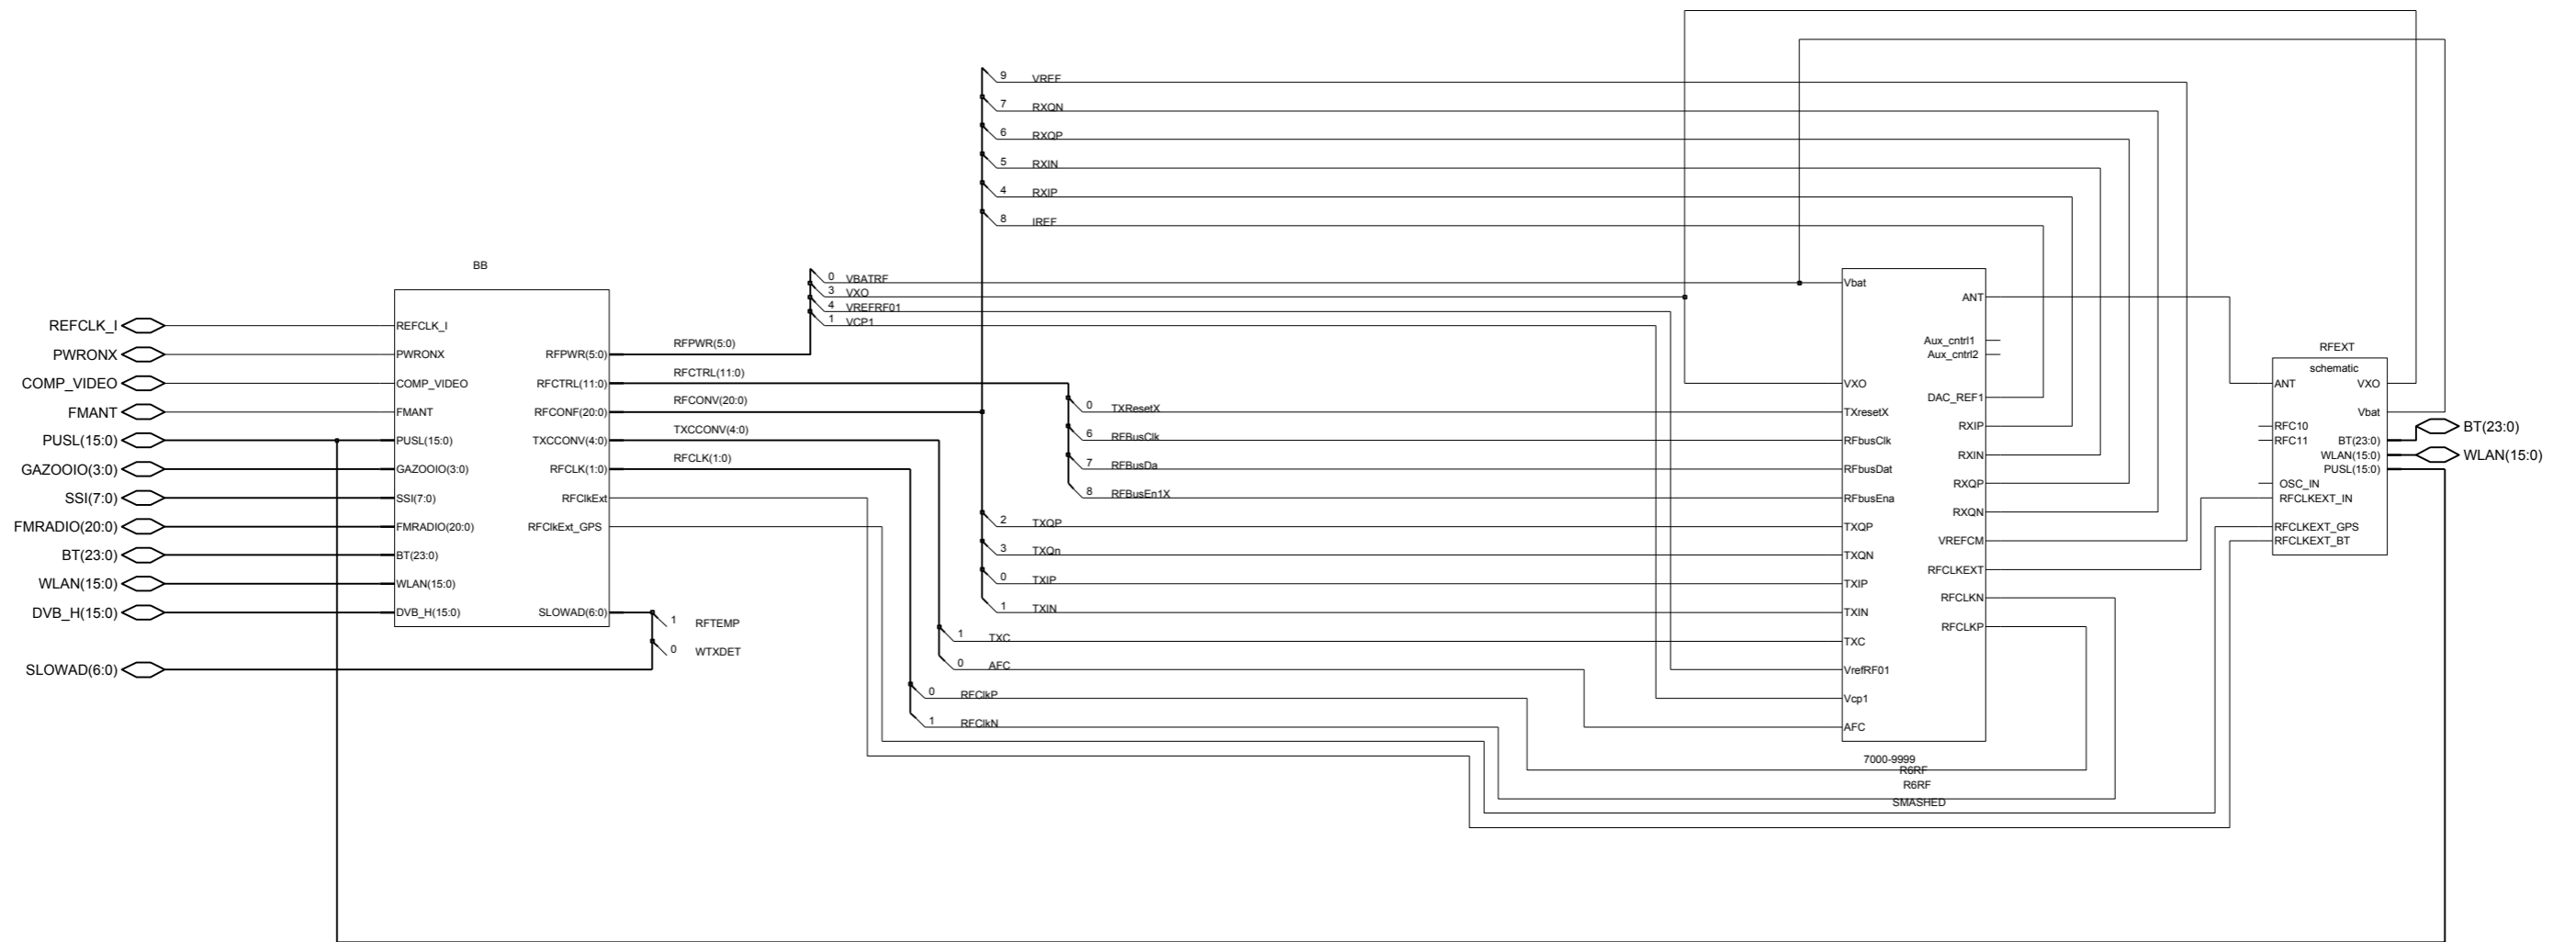 9 VREF
7 RXQN
6 RXQP
5 RXIN
4 RXIP
8 IREF
BB
0 VBATRF
3 VXO
4 VREFRF01
1 VCP1
REFCLK_I
PWRONX
COMP_VIDEO
FMANT
PUSL(15:0)
GAZOOIO(3:0)
SSI(7:0)
FMRADIO(20:0)
BT(23:0)
WLAN(15:0)
DVB_H(15:0)
SLOWAD(6:0)
REFCLK_I
PWRONX
COMP_VIDEO
FMANT
PUSL(15:0)
GAZOOIO(3:0)
SSI(7:0)
FMRADIO(20:0)
BT(23:0)
WLAN(15:0)
DVB_H(15:0)
RFPWR(5:0)
RFCTRL(11:0)
RFCONF(20:0)
TXCCONV(4:0)
RFCLK(1:0)
RFClkExt
RFClkExt_GPS
SLOWAD(6:0)
RFPWR(5:0)
RFCTRL(11:0)
RFCONV(20:0)
TXCCONV(4:0)
RFCLK(1:0)
1 RFTEMP
0 WTXDET
0 TXResetX
6 RFBusClk
7 RFBusDa
8 RFBusEn1X
2 TXQP
3 TXQn
0 TXIP
1 TXIN
1 TXC
0 AFC
0 RFClkP
1 RFClkN
Vbat
VXO
TXresetX
RFbusClk
RFbusDat
RFbusEna
TXQP
TXQN
TXIP
TXIN
TXC
VrefRF01
Vcp1
AFC
ANT
Aux_cntrl1
Aux_cntrl2
DAC_REF1
RXIP
RXIN
RXQP
RXQN
VREFCM
RFCLKEXT
RFCLKN
RFCLKP
7000-9999
R6RF
R6RF
SMASHED
RFEXT
schematic
ANT
RFC10
RFC11
OSC_IN
RFCLKEXT_IN
RFCLKEXT_GPS
RFCLKEXT_BT
VXO
Vbat
BT(23:0)
WLAN(15:0)
PUSL(15:0)
BT(23:0)
WLAN(15:0)